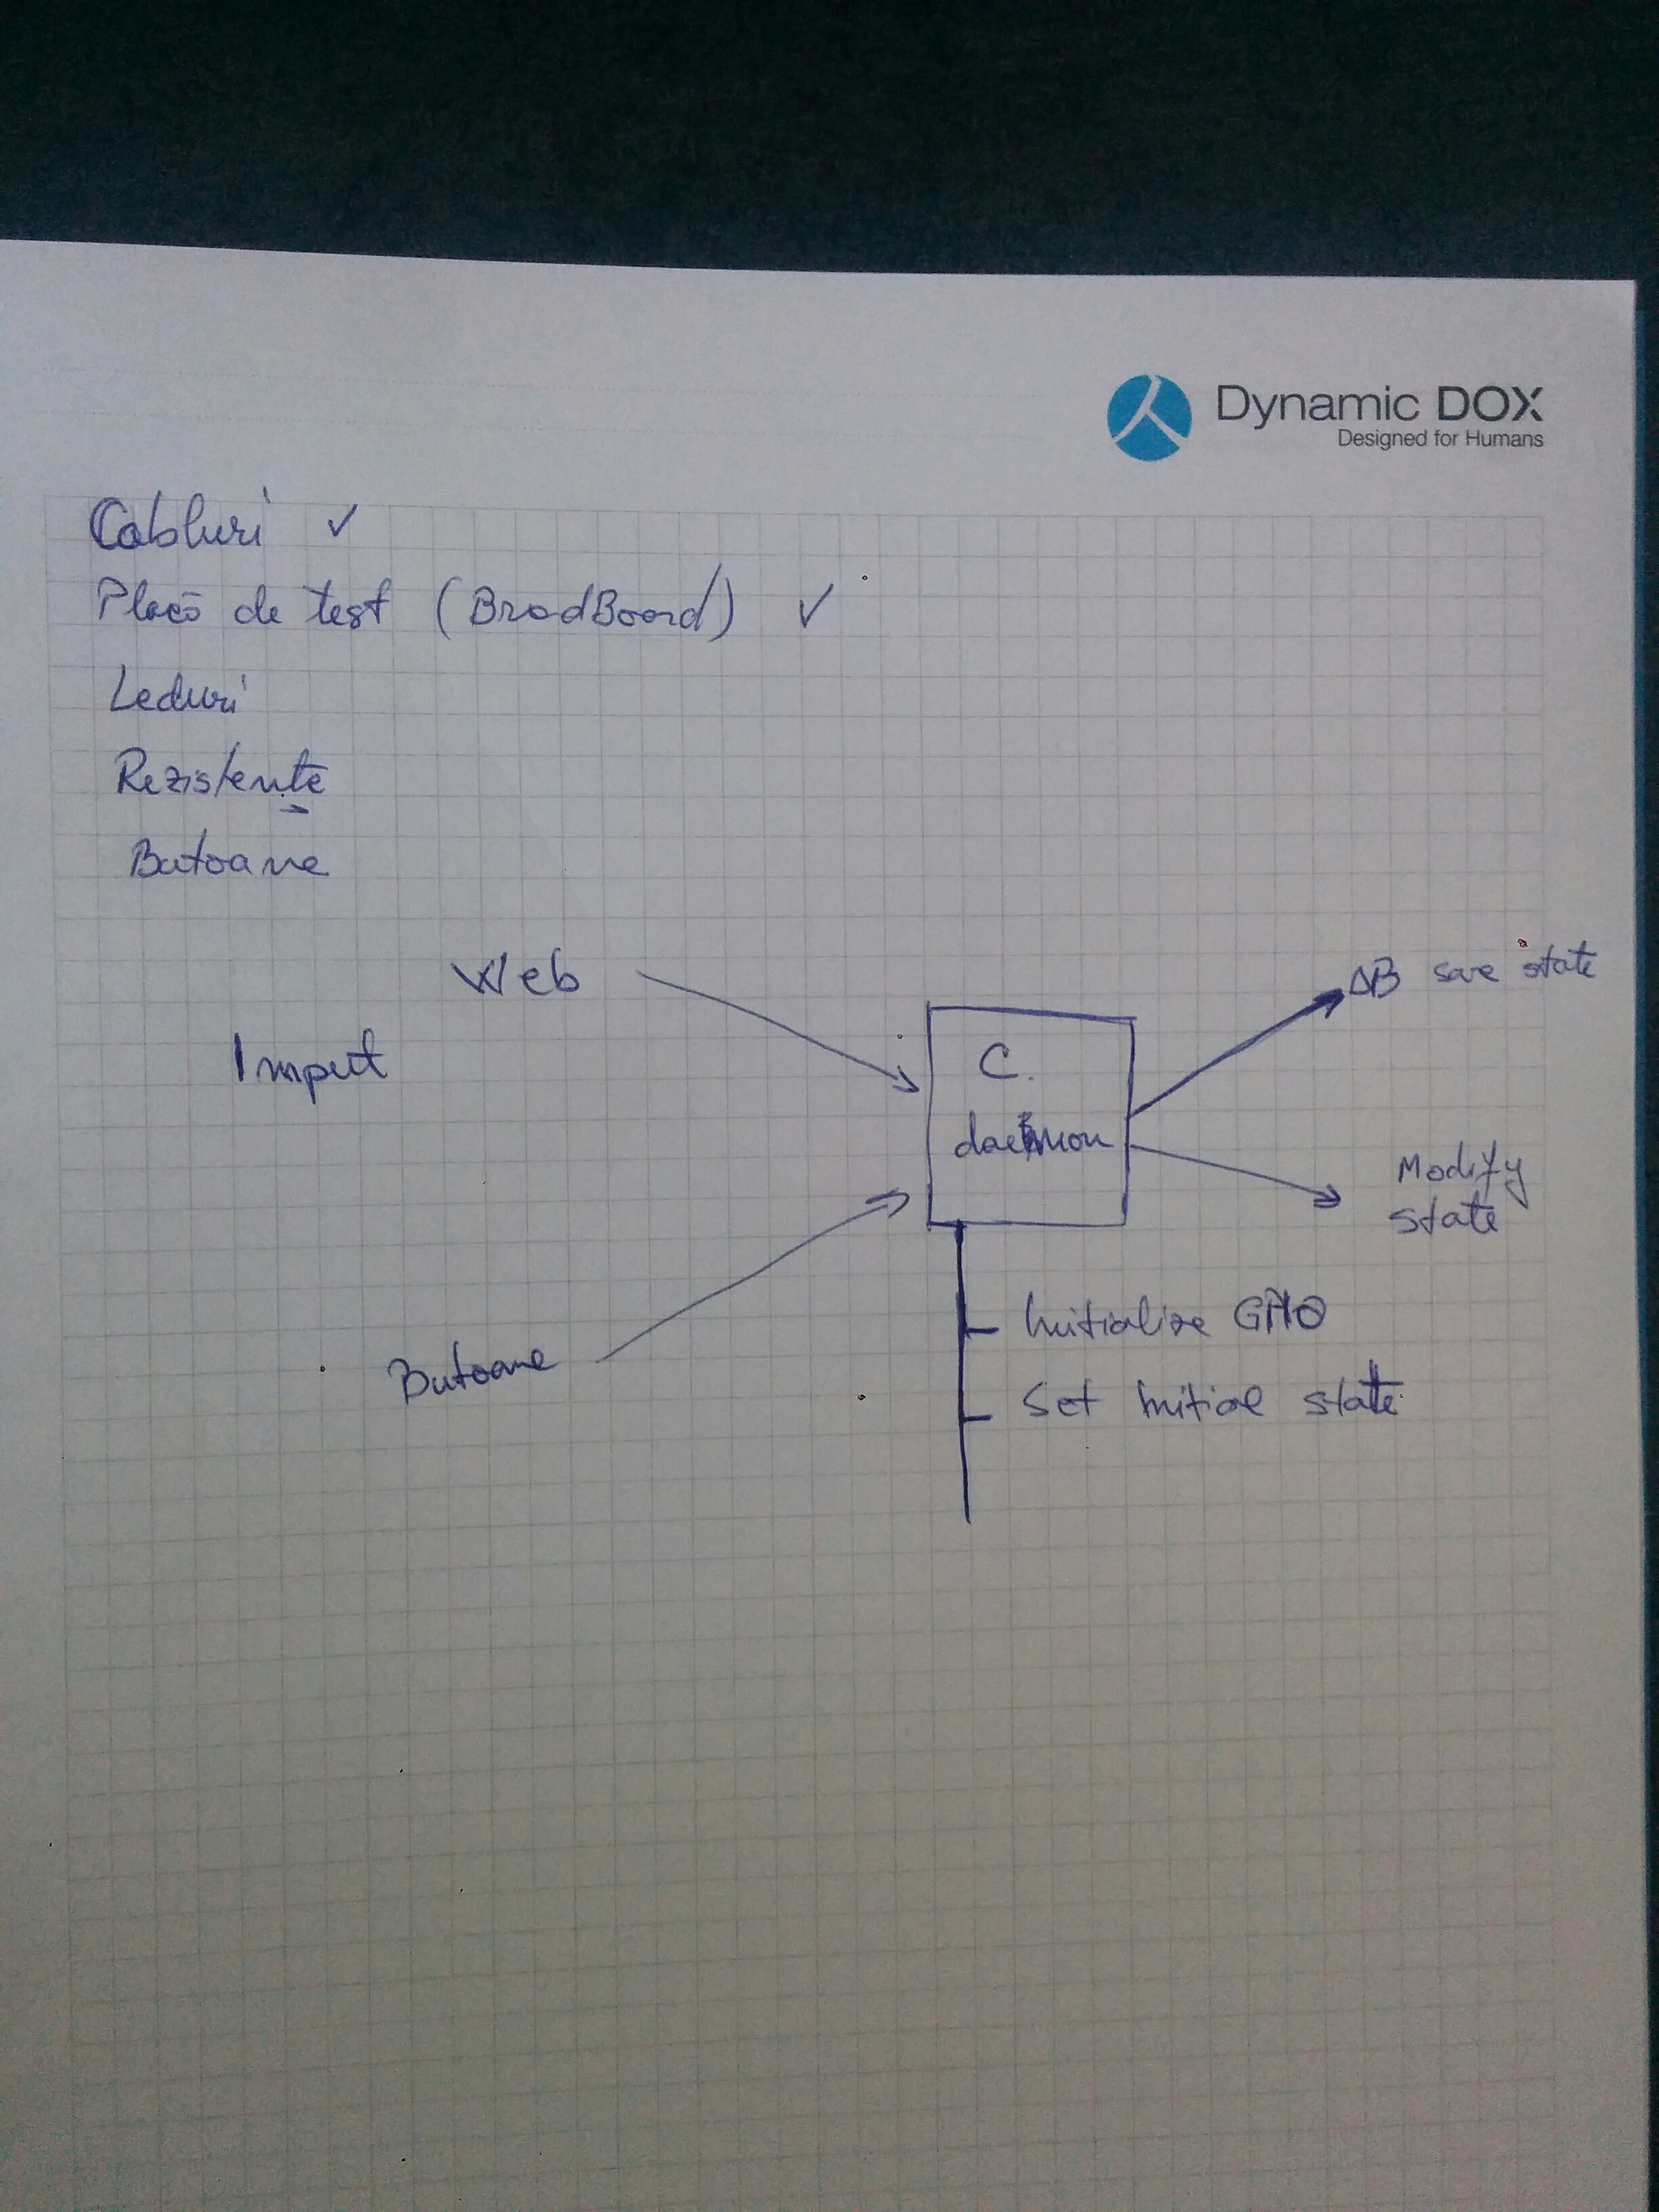 Dynamic DOX
Designed for Humans
Cabluri ✓
Placă de test (BradBoard) ✓
Leduri
Rezistențe
Butoane
Web
DB save state
Imput
C.
daemon
Modify
state
Butoane
Initialize GPIO
Set initial state